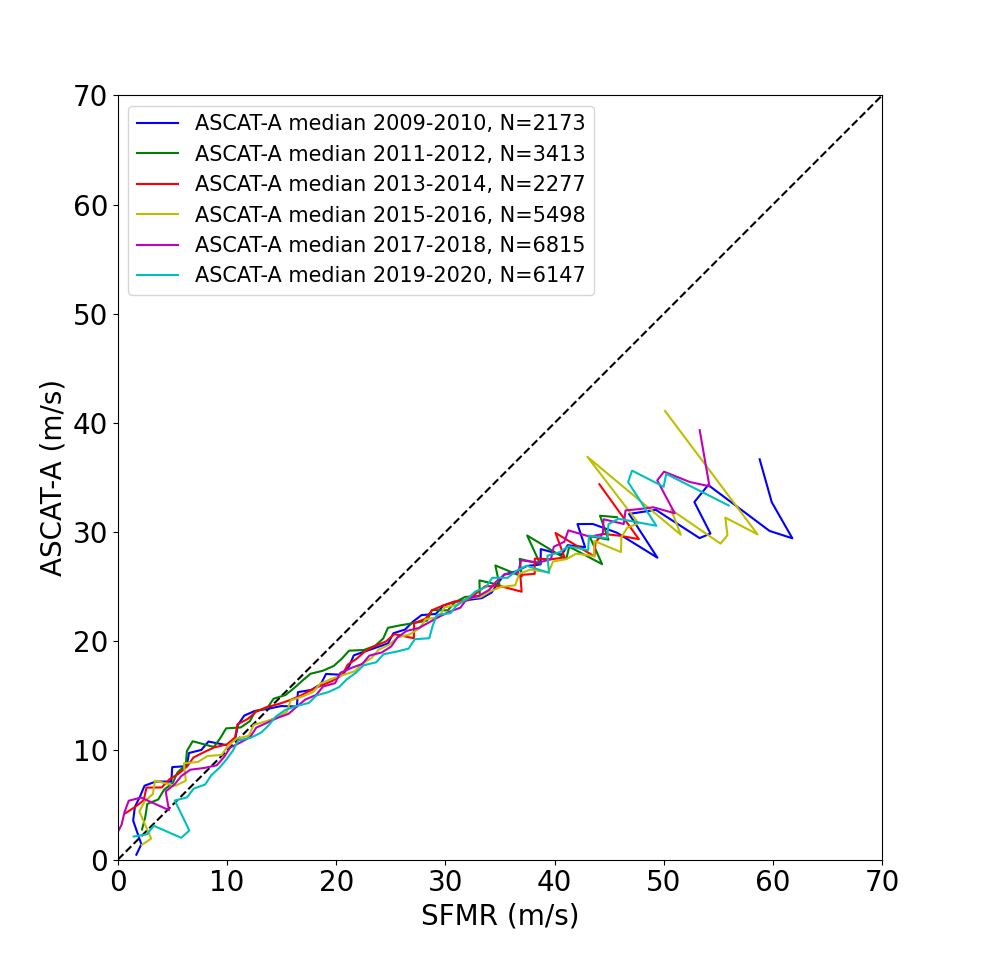 ASCAT-A median 2009-2010, N=2173
ASCAT-A median 2011-2012, N=3413
ASCAT-A median 2013-2014, N=2277
ASCAT-A median 2015-2016, N=5498
ASCAT-A median 2017-2018, N=6815
ASCAT-A median 2019-2020, N=6147
ASCAT-A (m/s)
70
60
50
40
30
20
10
0
0 10 20 30 40 50 60 70
SFMR (m/s)